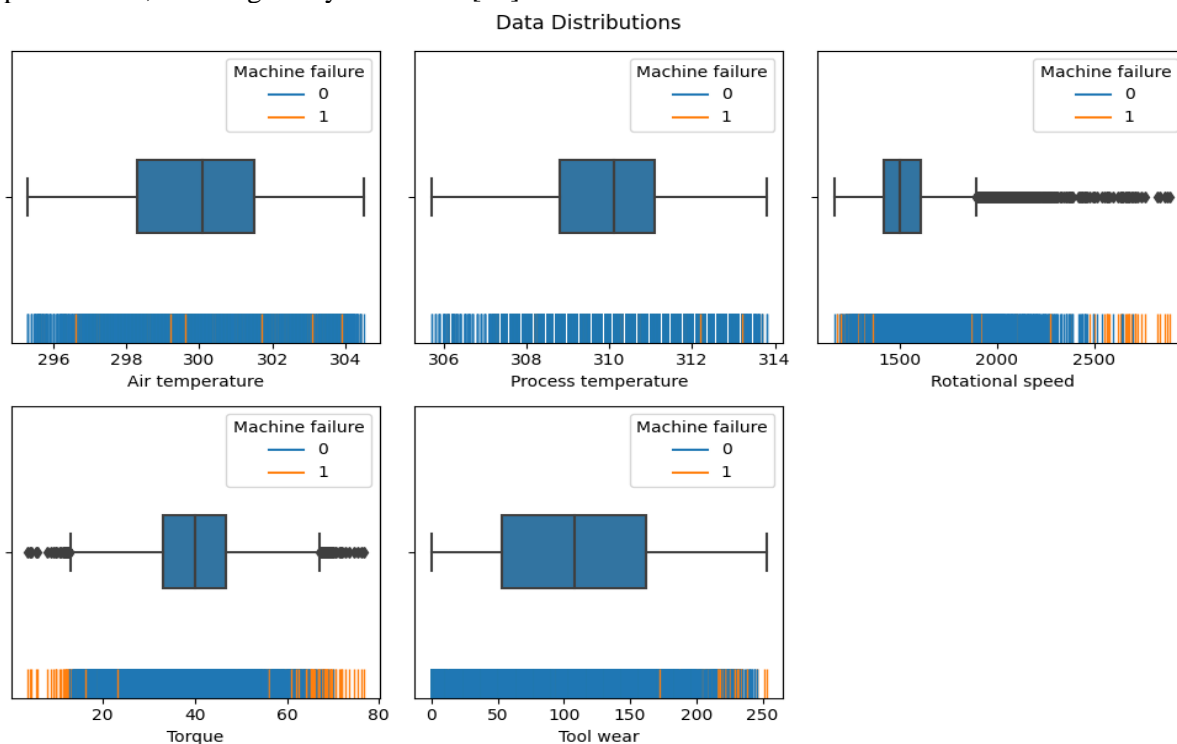 Data Distributions
Machine failure
0
1
296 298 300 302 304
Air temperature
Machine failure
0
1
306 308 310 312 314
Process temperature
Machine failure
0
1
1500 2000 2500
Rotational speed
Machine failure
0
1
20 40 60 80
Torque
Machine failure
0
1
0 50 100 150 200 250
Tool wear